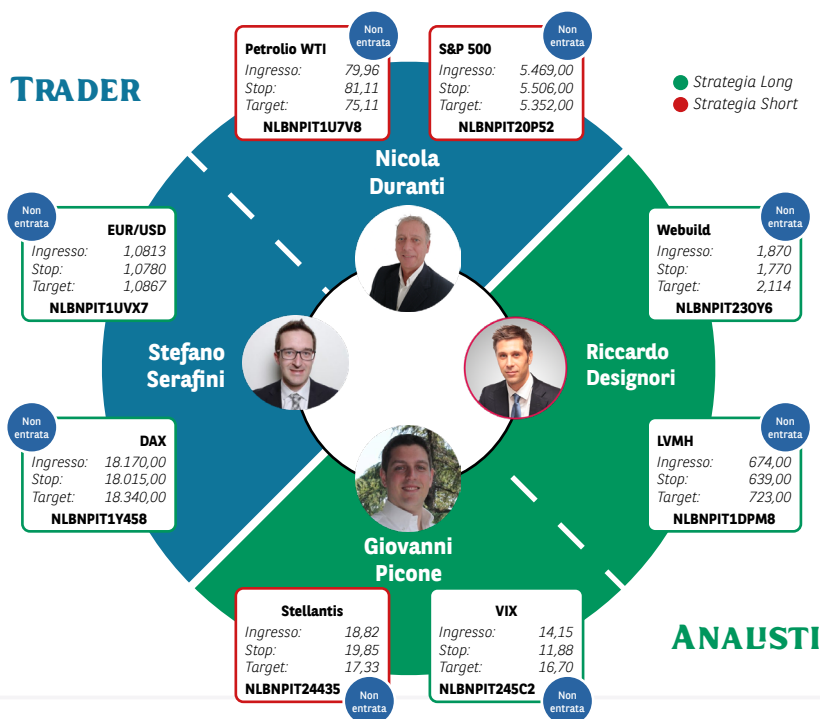 TRADER
Non
entrata
Petrolio WTI
Ingresso: 79,96
Stop: 81,11
Target: 75,11
NLBNPIT1U7V8
Non
entrata
S&P 500
Ingresso: 5.469,00
Stop: 5.506,00
Target: 5.352,00
NLBNPIT20P52
Strategia Long
Strategia Short
Nicola
Duranti
Non
entrata
EUR/USD
Ingresso: 1,0813
Stop: 1,0780
Target: 1,0867
NLBNPIT1UVX7
Non
entrata
Webuild
Ingresso: 1,870
Stop: 1,770
Target: 2,114
NLBNPIT23OY6
Stefano
Serafini
Riccardo
Designori
Non
entrata
DAX
Ingresso: 18.170,00
Stop: 18.015,00
Target: 18.340,00
NLBNPIT1Y458
Non
entrata
LVMH
Ingresso: 674,00
Stop: 639,00
Target: 723,00
NLBNPIT1DPM8
Giovanni
Picone
Stellantis
Ingresso: 18,82
Stop: 19,85
Target: 17,33
NLBNPIT24435
Non
entrata
VIX
Ingresso: 14,15
Stop: 11,88
Target: 16,70
NLBNPIT245C2
Non
entrata
ANALISTI